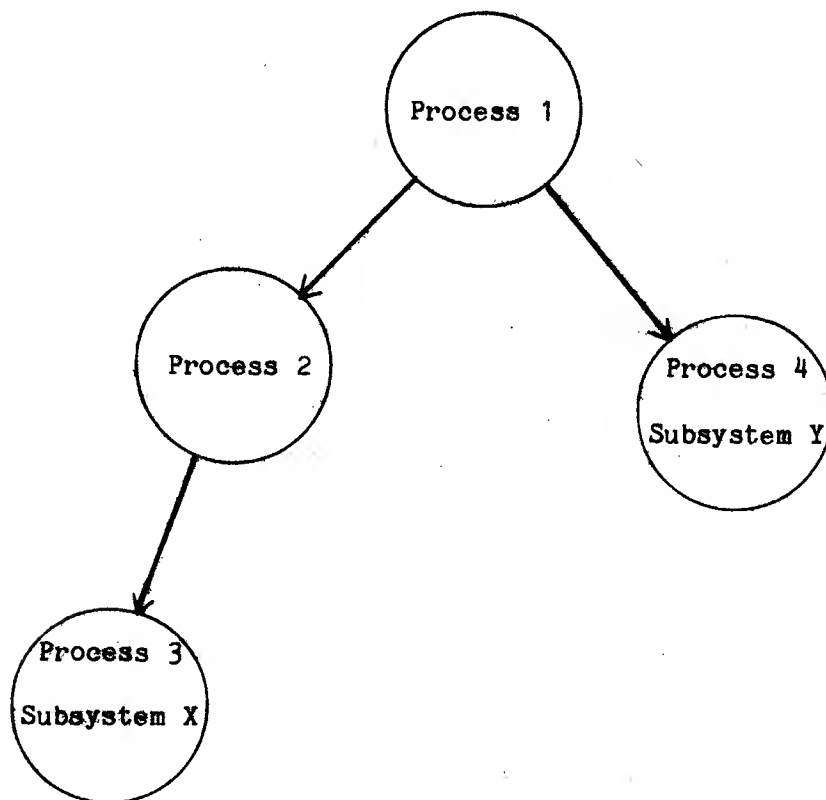 Process 1
Process 2
Process 4
Subsystem Y
Process 3
Subsystem X